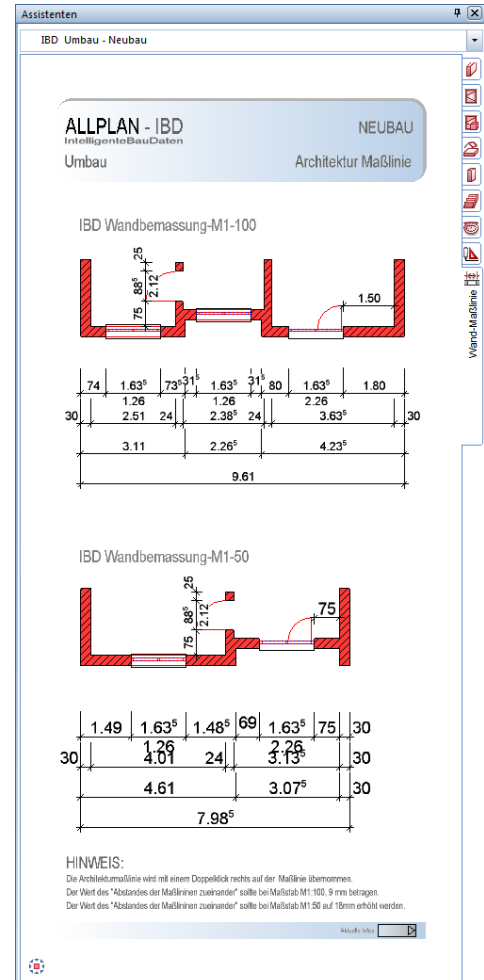 Assistenten
IBD Umbau - Neubau
ALLPLAN - IBD
IntelligenteBauDaten
NEUBAU
Umbau
Architektur Maßlinie
Wand-Maßlinie
IBD Wandbemassung-M1-100
25
88⁵
2.12
75
1.50
74 1.63⁵ 73⁵ 31⁵ 1.63⁵ 31⁵ 80 1.63⁵ 1.80
1.26 1.26 2.26
30 2.51 24 2.38⁵ 24 3.63⁵ 30
3.11 2.26⁵ 4.23⁵
9.61
IBD Wandbemassung-M1-50
25
88⁵
2.12
75
75
1.49 1.63⁵ 1.48⁵ 69 1.63⁵ 75 30
1.26 2.26
30 4.01 24 3.13⁵ 30
4.61 3.07⁵ 30
7.98⁵
HINWEIS:
Die Architekturmaßlinie wird mit einem Doppelklick rechts auf der Maßlinie übernommen.
Der Wert des "Abstandes der Maßlininen zueinander" sollte bei Maßstab M1:100, 9 mm betragen.
Der Wert des "Abstandes der Maßlininen zueinander" sollte bei Maßstab M1:50 auf 18mm erhöht werden.
Aktuelle Infos